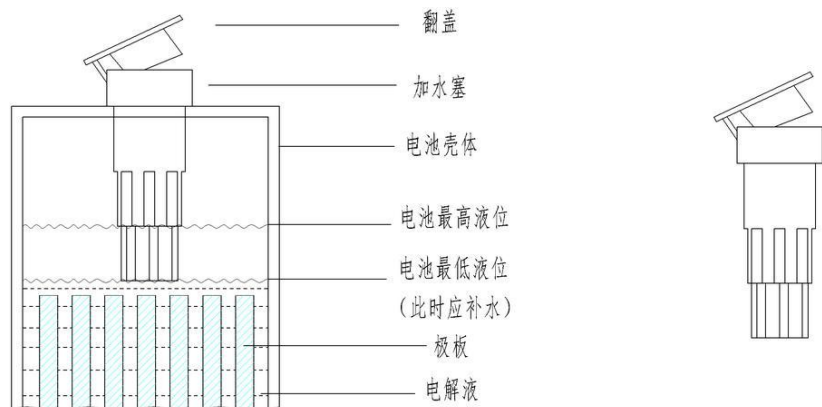 翻盖
加水塞
电池壳体
电池最高液位
电池最低液位
（此时应补水）
极板
电解液